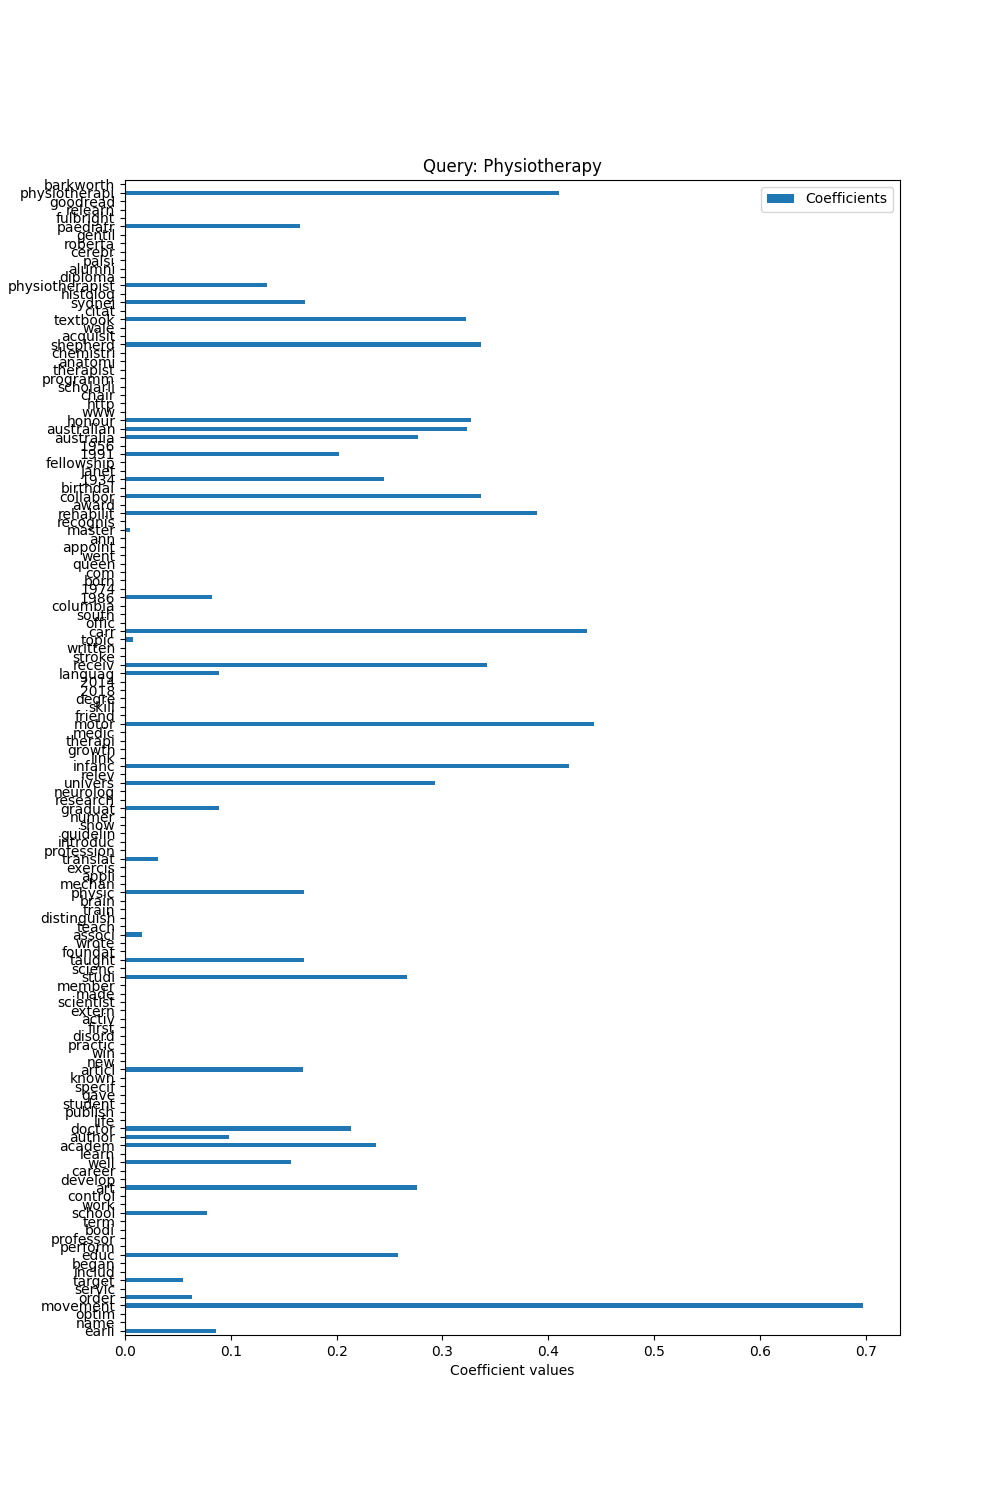 Query: Physiotherapy
Coefficients
barkworth
physiotherapi
goodread
relearn
fulbright
paediatr
gentil
roberta
cerebr
palsi
alumni
diploma
physiotherapist
histolog
sydnei
citat
textbook
wale
acquisit
shepherd
chemistri
anatomi
therapist
programm
scholarli
chair
http
www
honour
australian
australia
1956
1991
fellowship
janet
1934
birthdai
collabor
award
rehabilit
recognis
master
ann
appoint
went
queen
com
born
1974
1986
columbia
south
offic
carr
topic
written
stroke
receiv
languag
2014
2018
degre
skill
friend
motor
medic
therapi
growth
link
infanc
relev
univers
neurolog
research
graduat
numer
show
guidelin
introduc
profession
translat
exercis
appli
mechan
physic
brain
train
distinguish
teach
associ
wrote
foundat
taught
scienc
studi
member
made
scientist
extern
activ
first
disord
practic
win
new
articl
known
specif
gave
student
publish
life
doctor
author
academ
learn
well
career
develop
art
control
work
school
term
bodi
professor
perform
educ
began
includ
target
servic
order
movement
optim
name
earli
0.0 0.1 0.2 0.3 0.4 0.5 0.6 0.7
Coefficient values